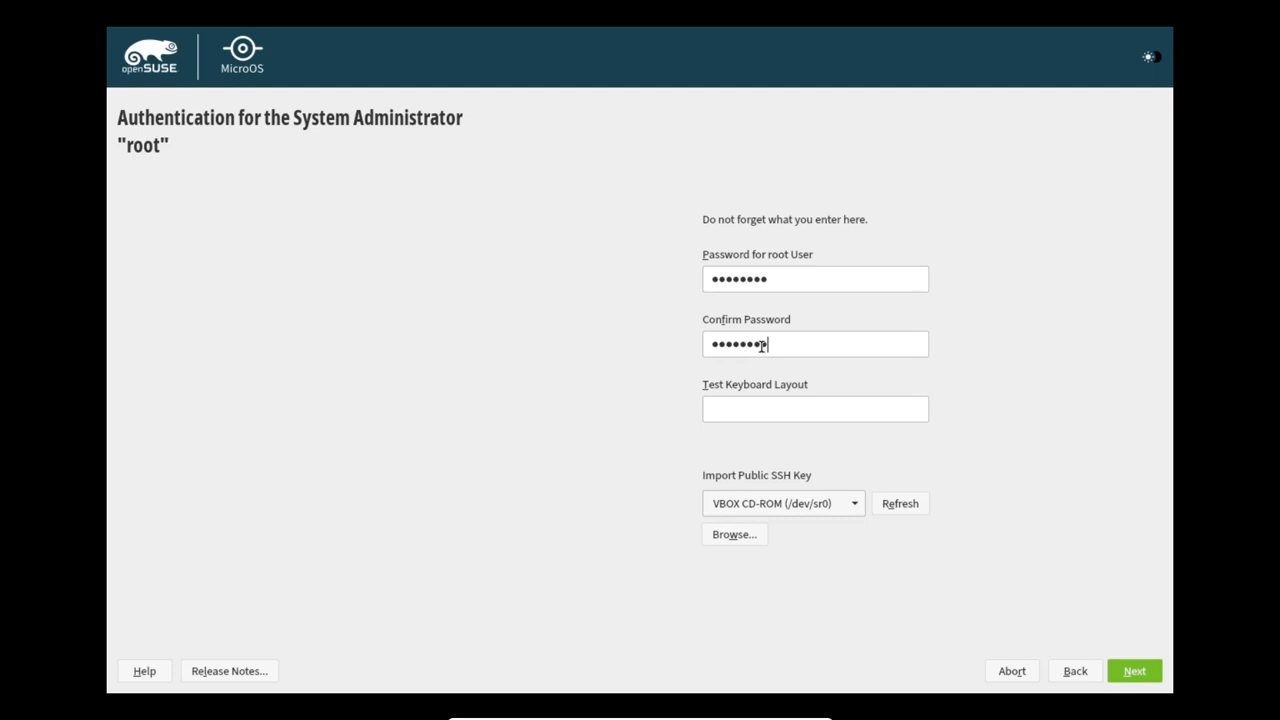 openSUSE
MicroOS
Authentication for the System Administrator
"root"
Do not forget what you enter here.
Password for root User
••••••••
Confirm Password
••••••••
Test Keyboard Layout
Import Public SSH Key
VBOX CD-ROM (/dev/sr0)
Refresh
Browse...
Help
Release Notes...
Abort
Back
Next